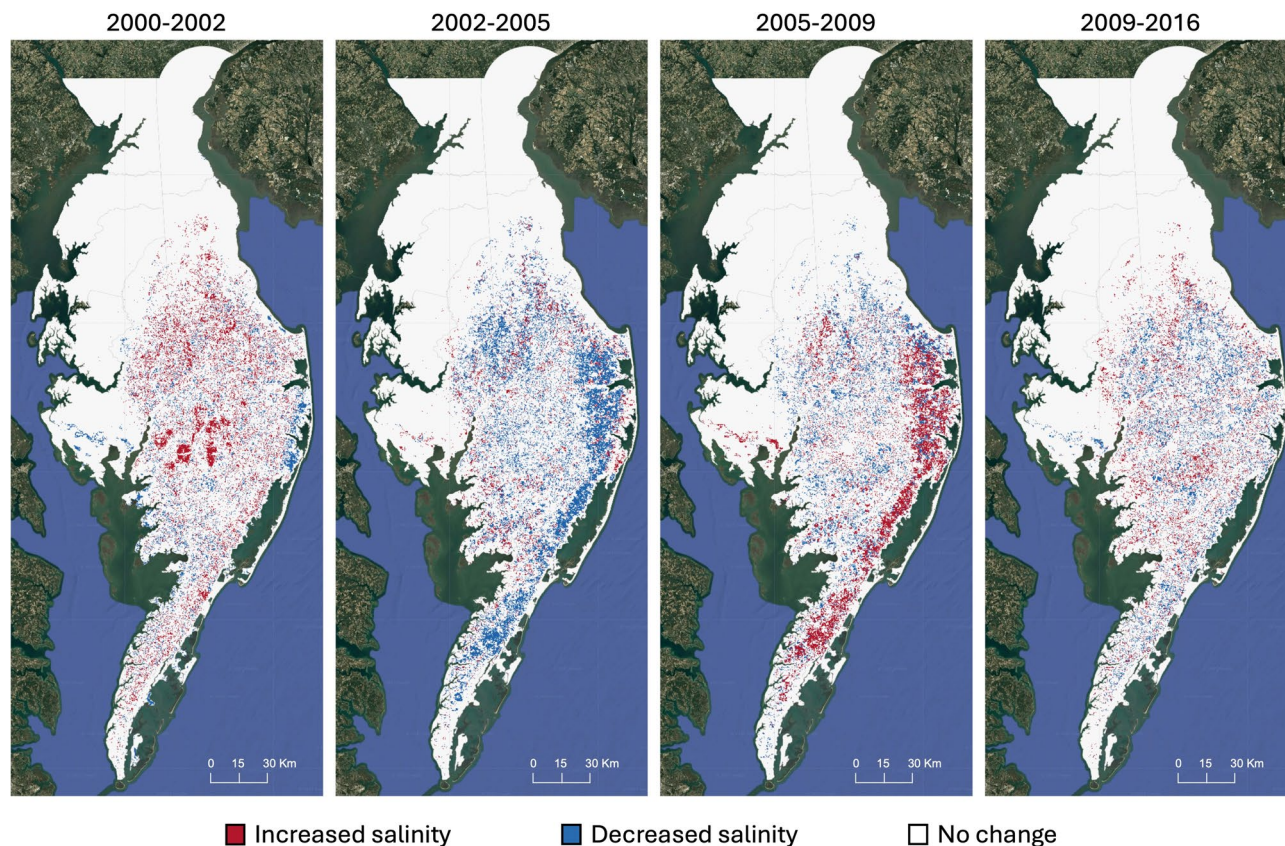 2000-2002
2002-2005
2005-2009
2009-2016
0 15 30 Km
0 15 30 Km
0 15 30 Km
0 15 30 Km
Increased salinity
Decreased salinity
No change